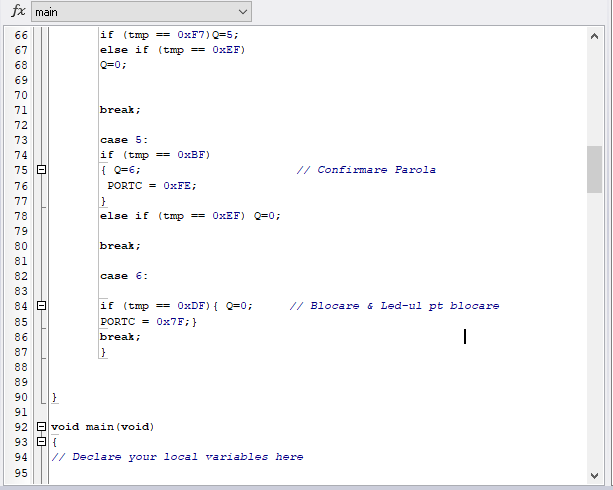 fx main
66 if (tmp == 0xF7)Q=5;
67 else if (tmp == 0xEF)
68 Q=0;
69
70
71 break;
72
73 case 5:
74 if (tmp == 0xBF)
75 { Q=6; // Confirmare Parola
76 PORTC = 0xFE;
77 }
78 else if (tmp == 0xEF) Q=0;
79
80 break;
81
82 case 6:
83
84 if (tmp == 0xDF){ Q=0; // Blocare & Led-ul pt blocare
85 PORTC = 0x7F;}
86 break;
87 }
88
89
90 }
91
92 void main(void)
93 {
94 // Declare your local variables here
95